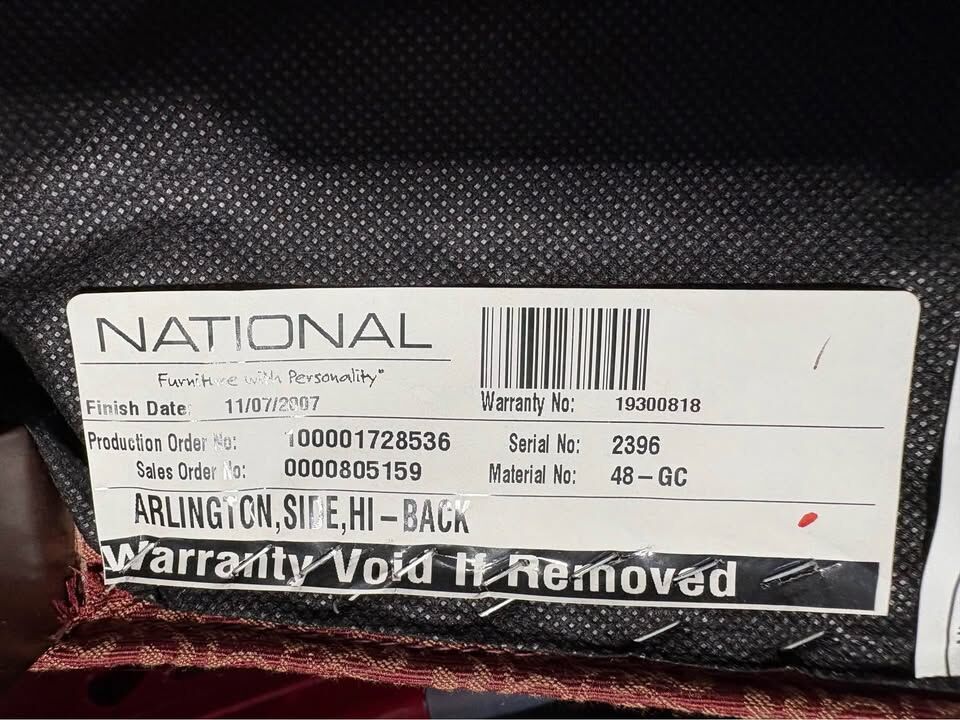 NATIONAL
Furniture with Personality"
Finish Date: 11/07/2007
Warranty No: 19300818
Production Order No: 100001728536
Serial No: 2396
Sales Order No: 0000805159
Material No: 48-GC
ARLINGTON,SIDE,HI-BACK
Warranty Void If Removed